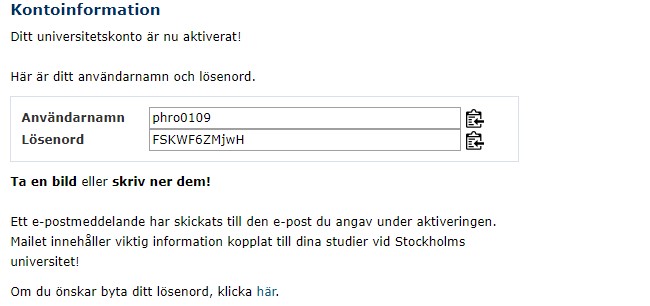 Kontoinformation
Ditt universitetskonto är nu aktiverat!
Här är ditt användarnamn och lösenord.
Användarnamn phro0109
Lösenord FSKWF6ZMjwH
Ta en bild eller skriv ner dem!
Ett e-postmeddelande har skickats till den e-post du angav under aktiveringen.
Mailet innehåller viktig information kopplat till dina studier vid Stockholms
universitet!
Om du önskar byta ditt lösenord, klicka här.